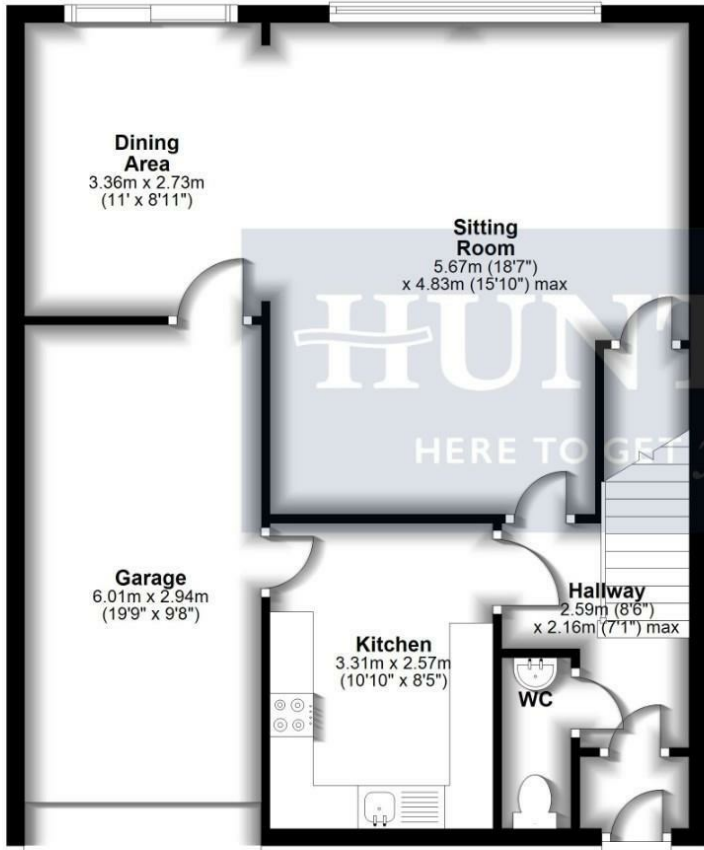 Dining
Area
3.36m x 2.73m
(11' x 8'11")
Sitting
Room
5.67m (18'7")
x 4.83m (15'10") max
HUNT
HERE TO GET
Garage
6.01m x 2.94m
(19'9" x 9'8")
Kitchen
3.31m x 2.57m
(10'10" x 8'5")
Hallway
2.59m (8'6")
x 2.16m (7'1") max
WC